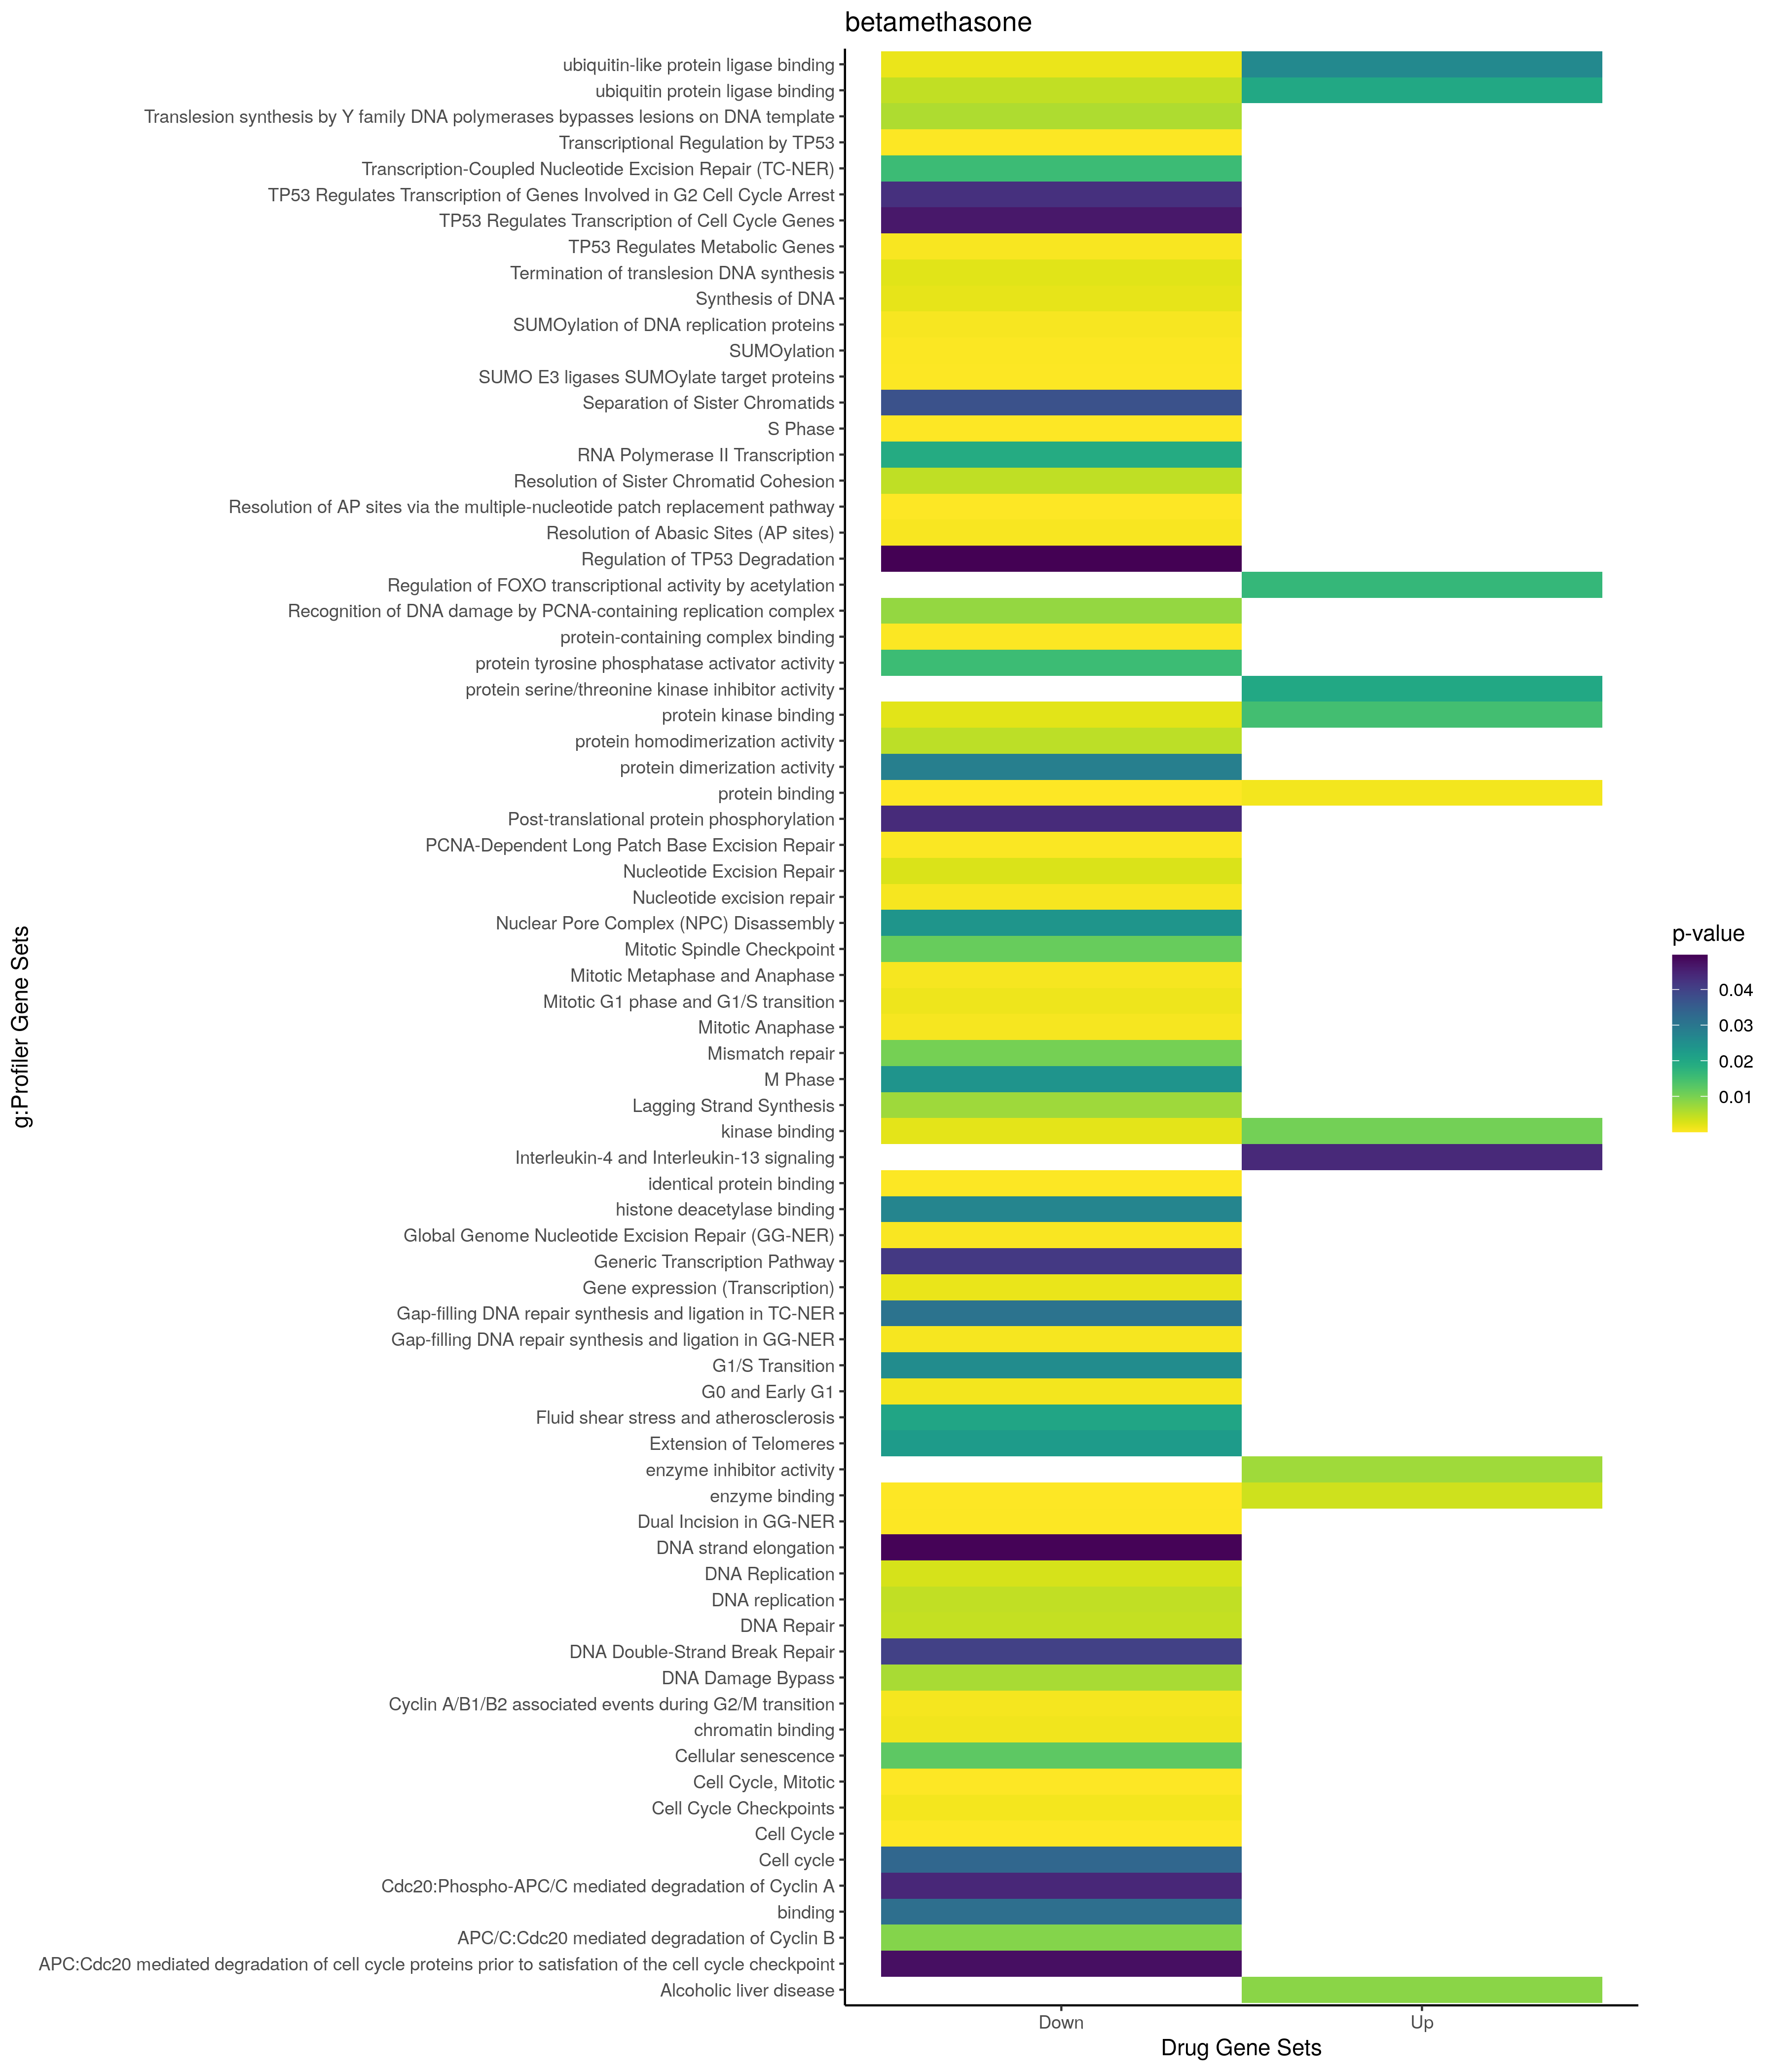 betamethasone
ubiquitin-like protein ligase binding
ubiquitin protein ligase binding
Translesion synthesis by Y family DNA polymerases bypasses lesions on DNA template
Transcriptional Regulation by TP53
Transcription-Coupled Nucleotide Excision Repair (TC-NER)
TP53 Regulates Transcription of Genes Involved in G2 Cell Cycle Arrest
TP53 Regulates Transcription of Cell Cycle Genes
TP53 Regulates Metabolic Genes
Termination of translesion DNA synthesis
Synthesis of DNA
SUMOylation of DNA replication proteins
SUMOylation
SUMO E3 ligases SUMOylate target proteins
Separation of Sister Chromatids
S Phase
RNA Polymerase II Transcription
Resolution of Sister Chromatid Cohesion
Resolution of AP sites via the multiple-nucleotide patch replacement pathway
Resolution of Abasic Sites (AP sites)
Regulation of TP53 Degradation
Regulation of FOXO transcriptional activity by acetylation
Recognition of DNA damage by PCNA-containing replication complex
protein-containing complex binding
protein tyrosine phosphatase activator activity
protein serine/threonine kinase inhibitor activity
protein kinase binding
protein homodimerization activity
protein dimerization activity
protein binding
Post-translational protein phosphorylation
PCNA-Dependent Long Patch Base Excision Repair
Nucleotide Excision Repair
Nucleotide excision repair
Nuclear Pore Complex (NPC) Disassembly
Mitotic Spindle Checkpoint
Mitotic Metaphase and Anaphase
Mitotic G1 phase and G1/S transition
Mitotic Anaphase
Mismatch repair
M Phase
Lagging Strand Synthesis
kinase binding
Interleukin-4 and Interleukin-13 signaling
identical protein binding
histone deacetylase binding
Global Genome Nucleotide Excision Repair (GG-NER)
Generic Transcription Pathway
Gene expression (Transcription)
Gap-filling DNA repair synthesis and ligation in TC-NER
Gap-filling DNA repair synthesis and ligation in GG-NER
G1/S Transition
G0 and Early G1
Fluid shear stress and atherosclerosis
Extension of Telomeres
enzyme inhibitor activity
enzyme binding
Dual Incision in GG-NER
DNA strand elongation
DNA Replication
DNA replication
DNA Repair
DNA Double-Strand Break Repair
DNA Damage Bypass
Cyclin A/B1/B2 associated events during G2/M transition
chromatin binding
Cellular senescence
Cell Cycle, Mitotic
Cell Cycle Checkpoints
Cell Cycle
Cell cycle
Cdc20:Phospho-APC/C mediated degradation of Cyclin A
binding
APC/C:Cdc20 mediated degradation of Cyclin B
APC:Cdc20 mediated degradation of cell cycle proteins prior to satisfation of the cell cycle checkpoint
Alcoholic liver disease
g:Profiler Gene Sets
Down
Up
Drug Gene Sets
p-value
0.04
0.03
0.02
0.01